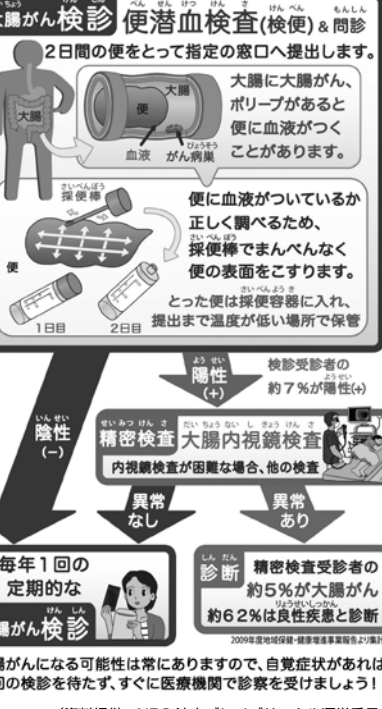 大腸がん検診 便潜血検査(検便)&問診
2日間の便をとって指定の窓口へ提出します。
大腸
大腸
便
血液 がん病巣
大腸に大腸がん、
ポリープがあると
便に血液がつく
ことがあります。
採便棒
便
1日目 2日目
便に血液がついているか
正しく調べるため、
採便棒でまんべんなく
便の表面をこすります。
とった便は採便容器に入れ、
提出まで温度が低い場所で保管
陰性
(−)
陽性
(+)
検診受診者の
約7%が陽性(+)
精密検査 大腸内視鏡検査
内視鏡検査が困難な場合、他の検査
異常
なし
異常
あり
毎年1回の
定期的な
腸がん検診
診断
精密検査受診者の
約5%が大腸がん
約62%は良性疾患と診断
2009年度地域保健・健康増進事業報告より集計
腸がんになる可能性は常にありますので、自覚症状があれば
回の検診を待たず、すぐに医療機関で診察を受けましょう!